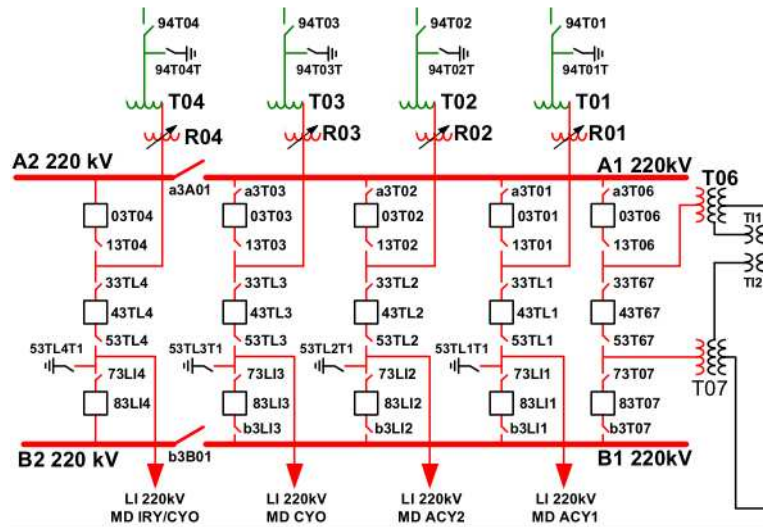 94T04 94T03 94T02 94T01
94T04T 94T03T 94T02T 94T01T
T04 T03 T02 T01
R04 R03 R02 R01
A2 220 kV A1 220kV
a3A01 a3T03 a3T02 a3T01 a3T06 T06
03T04 03T03 03T02 03T01 03T06 TI1
13T04 13T03 13T02 13T01 13T06
TI2
33TL4 33TL3 33TL2 33TL1 33T67
43TL4 43TL3 43TL2 43TL1 43T67
53TL4 53TL3 53TL2 53TL1 53T67
53TL4T1 53TL3T1 53TL2T1 53TL1T1
73LI4 73LI3 73LI2 73LI1 73T07 T07
83LI4 83LI3 83LI2 83LI1 83T07
b3LI3 b3LI2 b3LI1 b3T07
B2 220 kV b3B01 B1 220kV
LI 220kV LI 220kV LI 220kV LI 220kV
MD IRY/CYO MD CYO MD ACY2 MD ACY1